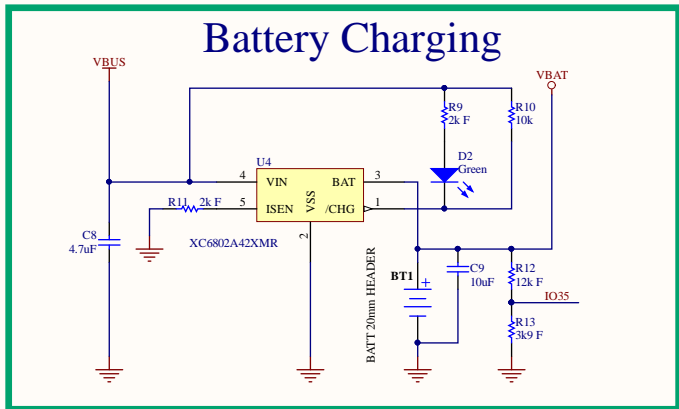 Battery Charging
VBUS
VBAT
R9
2k F
R10
10k
D2
Green
U4
4
VIN
BAT
3
R11
2k F
5
ISEN
VSS
/CHG
1
2
XC6802A42XMR
C8
4.7uF
BATT 20mm HEADER
BT1
+
C9
10uF
R12
12k F
IO35
R13
3k9 F